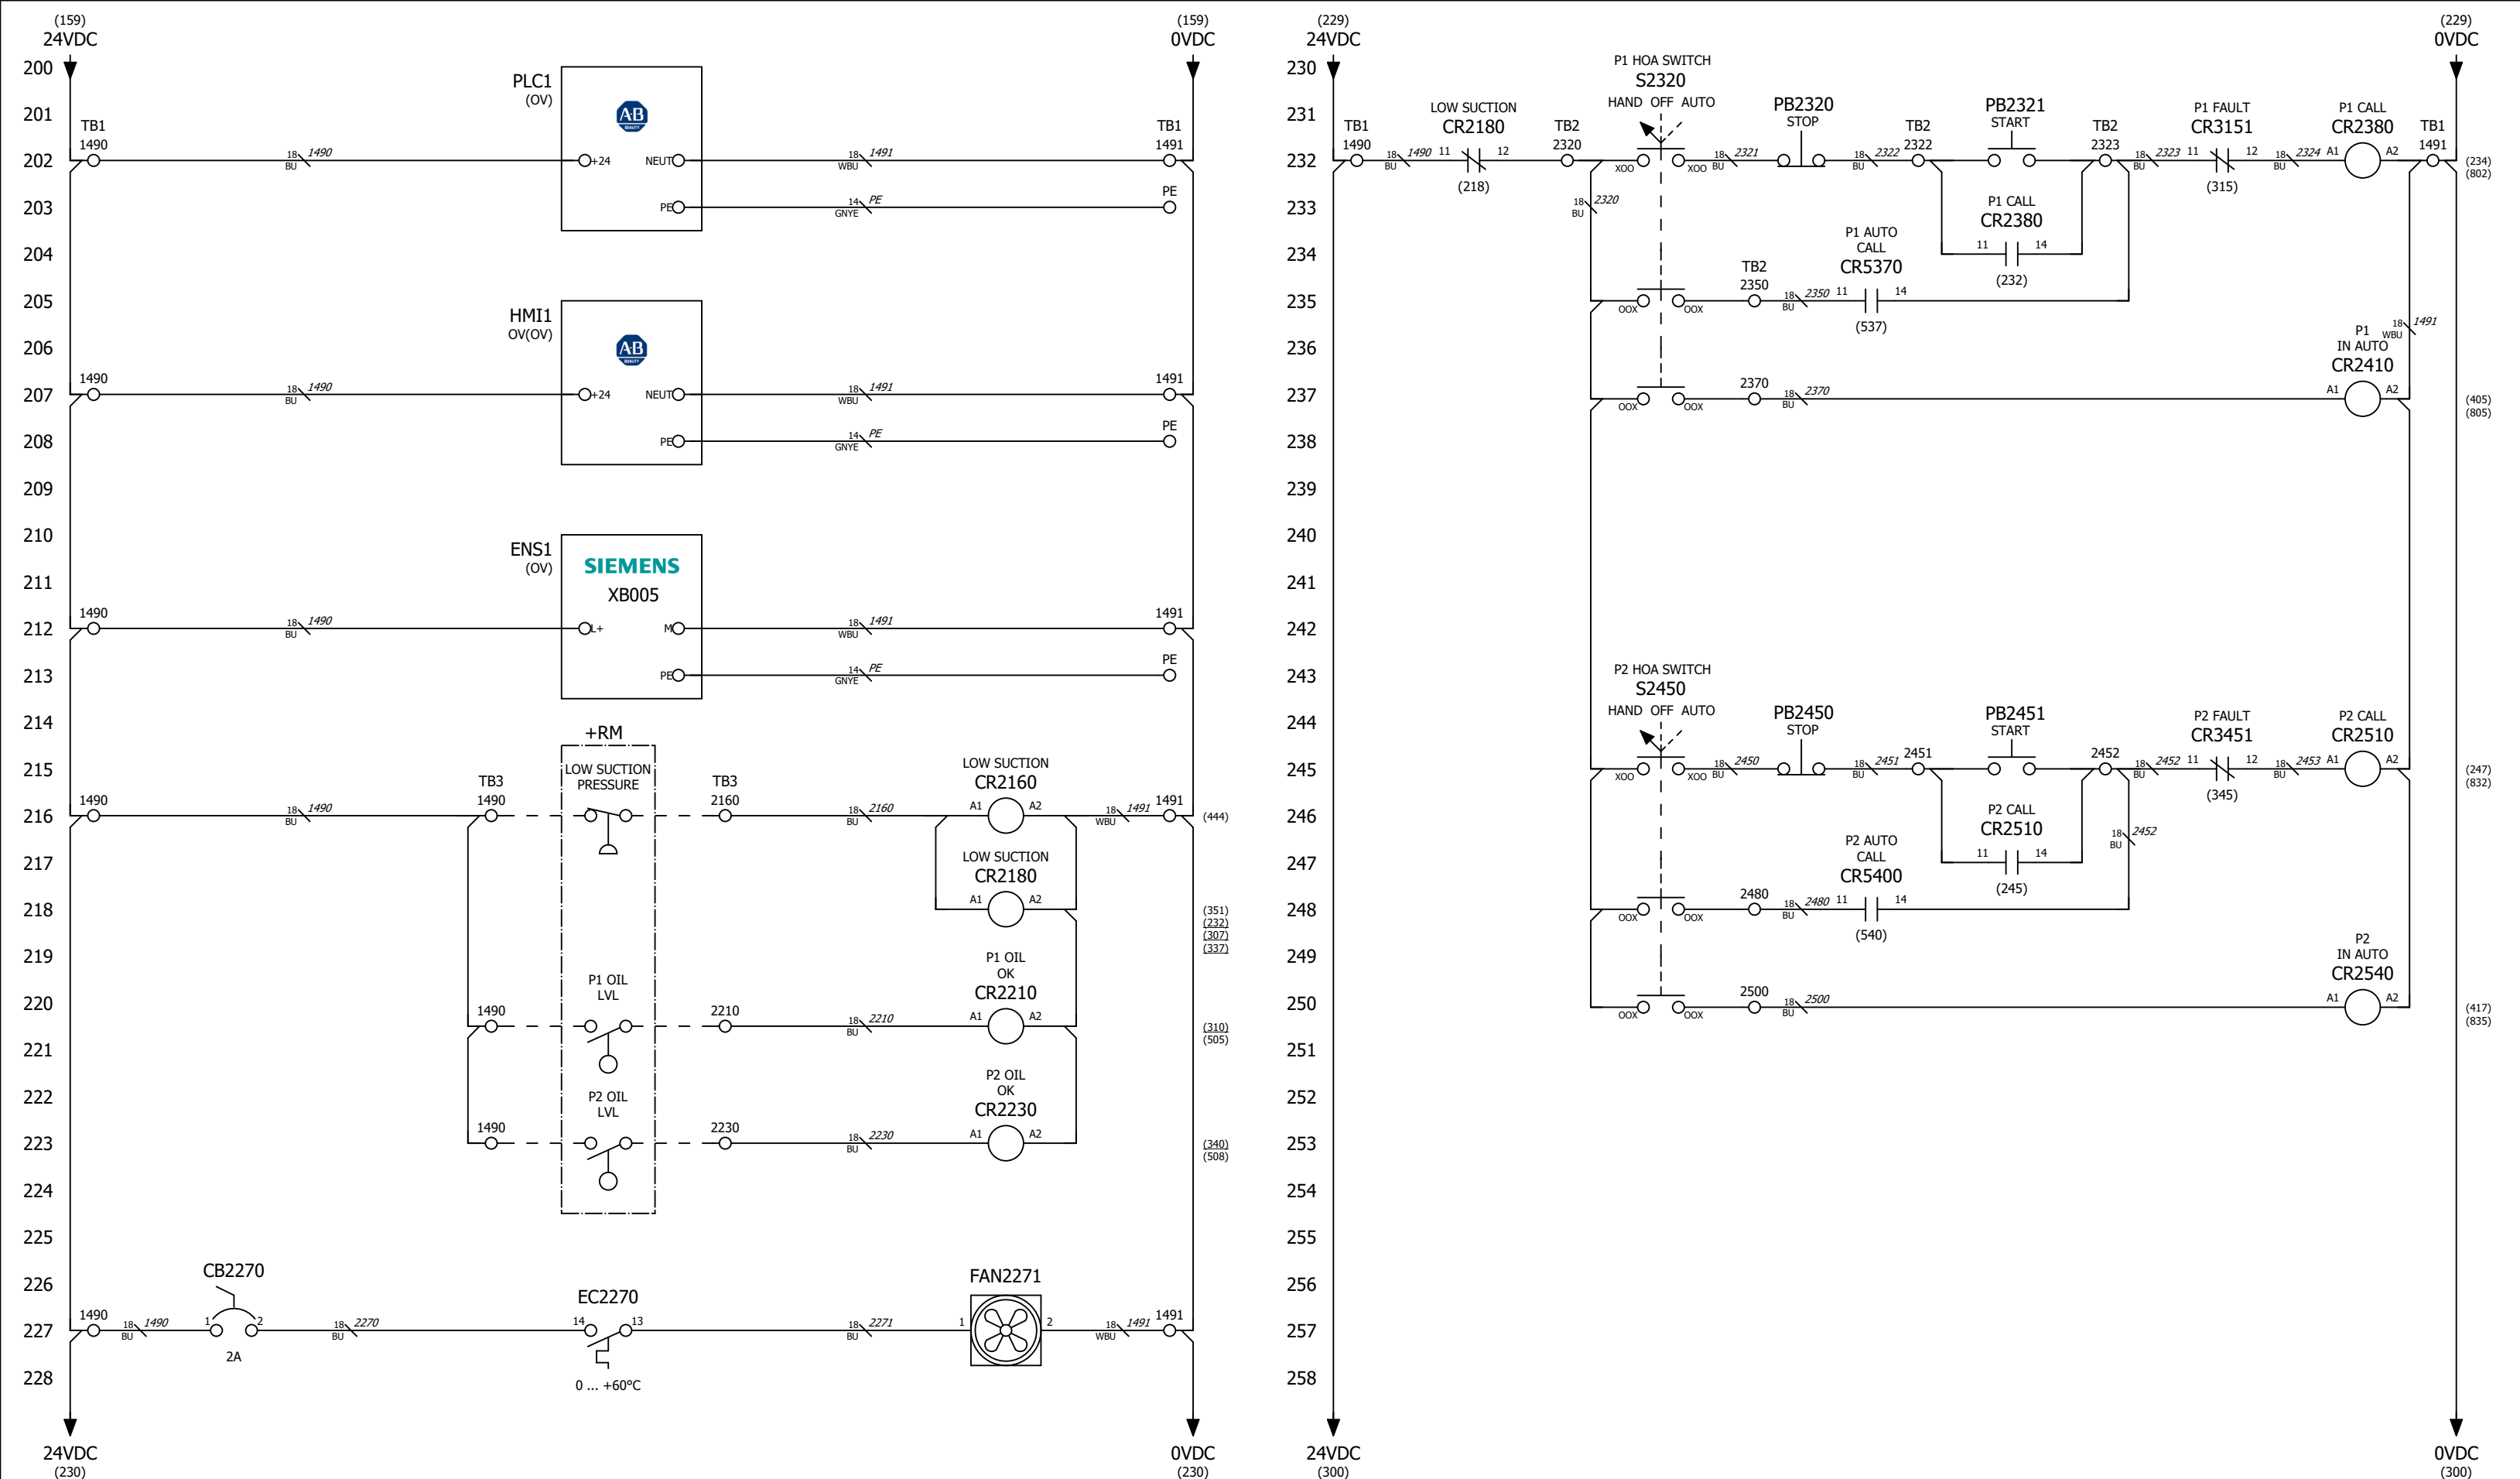 (159)
24VDC
(159)
0VDC
200
PLC1
(OV)
AB
QUALITY
201
TB1
1490
TB1
1491
202
18
BU
1490
+24
NEUT
18
WBU
1491
203
PE
14
GNYE
PE
204
205
HMI1
OV(OV)
AB
QUALITY
206
1490
1491
207
18
BU
1490
+24
NEUT
18
WBU
1491
208
PE
14
GNYE
PE
PE
209
210
ENS1
(OV)
SIEMENS
XB005
211
1490
1491
212
18
BU
1490
L+
M
18
WBU
1491
213
PE
14
GNYE
PE
PE
214
+RM
215
LOW SUCTION
PRESSURE
LOW SUCTION
CR2160
1490
TB3
1490
TB3
2160
1491
216
18
BU
1490
18
BU
2160
A1
A2
18
WBU
1491
(444)
217
LOW SUCTION
CR2180
218
A1
A2
(351)
(232)
(307)
(337)
219
P1 OIL
LVL
P1 OIL
OK
CR2210
220
1490
2210
18
BU
2210
A1
A2
(310)
(505)
221
222
P2 OIL
LVL
P2 OIL
OK
CR2230
1490
2230
223
18
BU
2230
A1
A2
(340)
(508)
224
225
CB2270
226
EC2270
FAN2271
1490
1491
227
18
BU
1490
1
2
18
BU
2270
14
13
18
BU
2271
1
2
18
WBU
1491
2A
0 ... +60°C
228
24VDC
(230)
0VDC
(230)
(229)
24VDC
(229)
0VDC
230
P1 HOA SWITCH
S2320
HAND OFF AUTO
231
LOW SUCTION
CR2180
PB2320
STOP
PB2321
START
P1 FAULT
CR3151
P1 CALL
CR2380
TB1
1490
TB2
2320
TB2
2322
TB2
2323
TB1
1491
232
18
BU
1490
11
12
XOO
XOO
18
BU
2321
18
BU
2322
18
BU
2323
11
12
18
BU
2324
A1
A2
(234)
(802)
(218)
(315)
233
18
BU
2320
P1 CALL
CR2380
234
11
14
(232)
P1 AUTO
CALL
CR5370
235
TB2
2350
OOX
OOX
18
BU
2350
11
14
(537)
236
18
WBU
1491
P1
IN AUTO
CR2410
237
OOX
OOX
2370
18
BU
2370
A1
A2
(405)
(805)
238
239
240
241
242
243
P2 HOA SWITCH
S2450
HAND OFF AUTO
244
PB2450
STOP
PB2451
START
P2 FAULT
CR3451
P2 CALL
CR2510
245
XOO
XOO
18
BU
2450
18
BU
2451
2451
2452
18
BU
2452
11
12
18
BU
2453
A1
A2
(247)
(832)
(345)
246
P2 CALL
CR2510
18
BU
2452
247
11
14
(245)
P2 AUTO
CALL
CR5400
248
OOX
OOX
2480
18
BU
2480
11
14
(540)
249
P2
IN AUTO
CR2540
250
OOX
OOX
2500
18
BU
2500
A1
A2
(417)
(835)
251
252
253
254
255
256
257
258
24VDC
(300)
0VDC
(300)